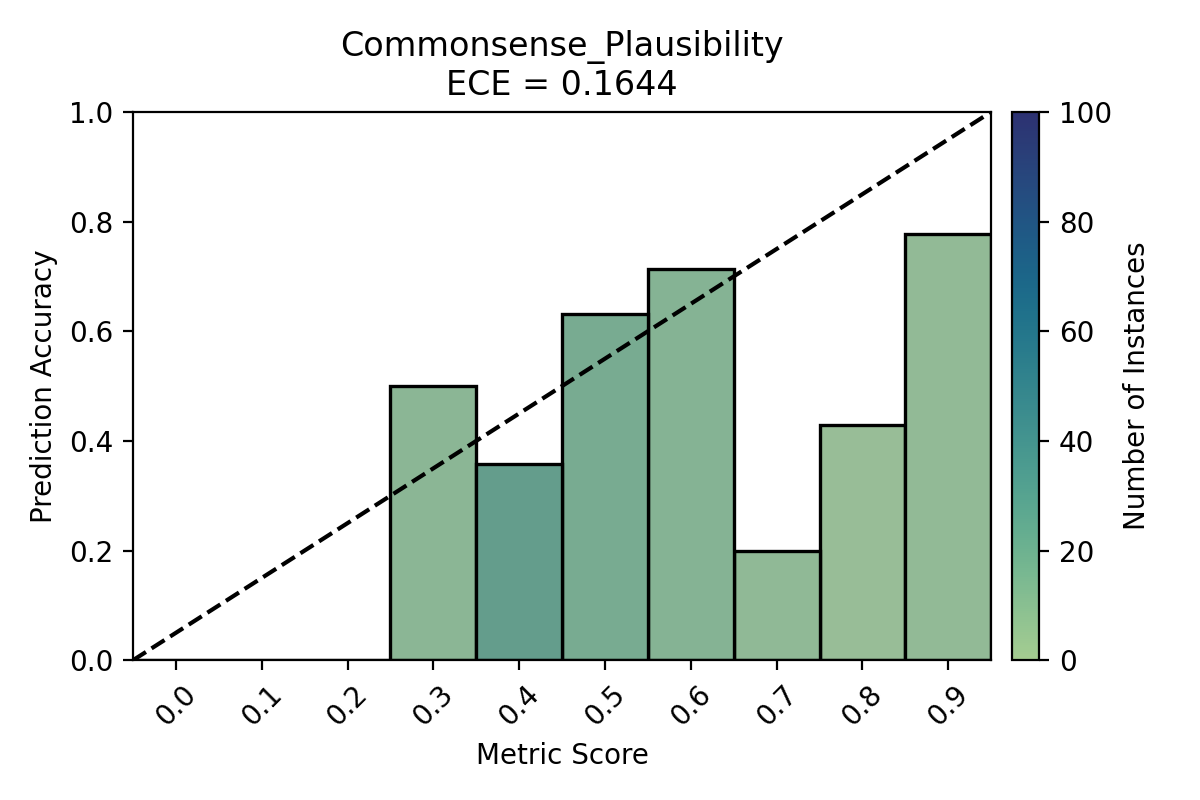 Commonsense_Plausibility
ECE = 0.1644
1.0
0.8
0.6
0.4
0.2
0.0
Prediction Accuracy
0.0 0.1 0.2 0.3 0.4 0.5 0.6 0.7 0.8 0.9
Metric Score
100
80
60
40
20
0
Number of Instances